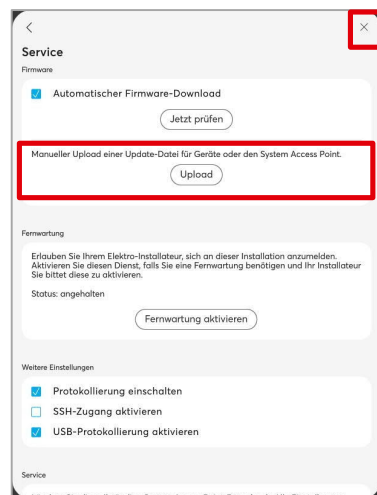 Service
Firmware
Automatischer Firmware-Download
Jetzt prüfen
Manueller Upload einer Update-Datei für Geräte oder den System Access Point.
Upload
Fernwartung
Erlauben Sie Ihrem Elektro-Installateur, sich an dieser Installation anzumelden.
Aktivieren Sie diesen Dienst, falls Sie eine Fernwartung benötigen und Ihr Installateur
Sie bittet diese zu aktivieren.
Status: angehalten
Fernwartung aktivieren
Weitere Einstellungen
Protokollierung einschalten
SSH-Zugang aktivieren
USB-Protokollierung aktivieren
Service